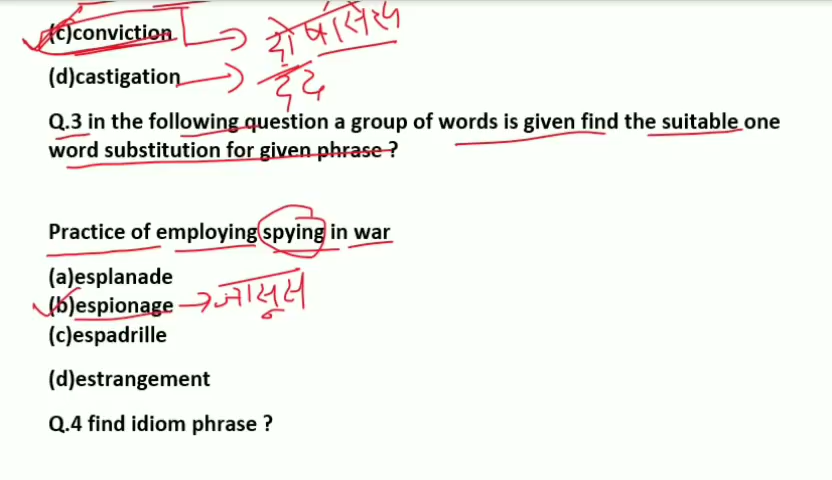 (c)conviction
(d)castigation
Q.3 in the following question a group of words is given find the suitable one
word substitution for given phrase ?
Practice of employing spying in war
(a)esplanade
(b)espionage जासूस
(c)espadrille
(d)estrangement
Q.4 find idiom phrase ?